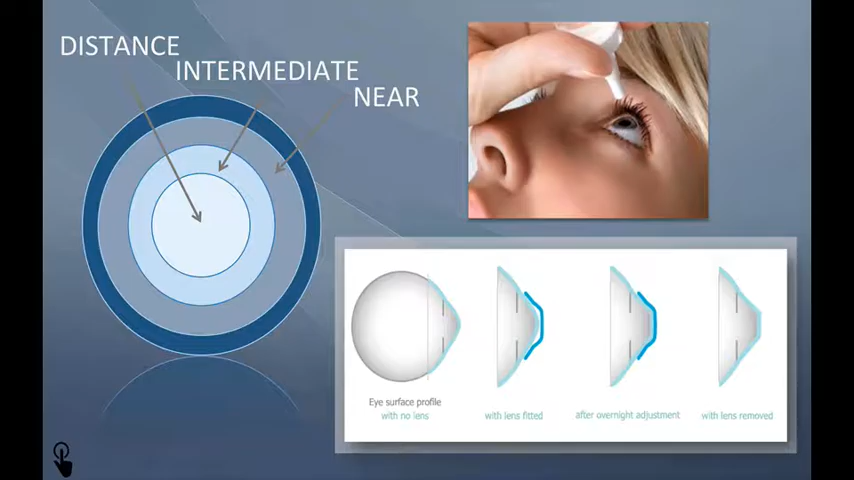 DISTANCE
INTERMEDIATE
NEAR
Eye surface profile
with no lens
with lens fitted
after overnight adjustment
with lens removed